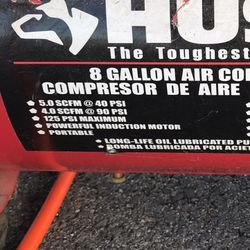 HUS
The Toughest
8 GALLON AIR CO
COMPRESOR DE AIRE
• 5.0 SCFM @ 40 PSI
• 4.0 SCFM @ 90 PSI
• 125 PSI MAXIMUM
• POWERFUL INDUCTION MOTOR
• PORTABLE
• LONG-LIFE OIL LUBRICATED PU
• BOMBA LUBRICADA POR ACIET